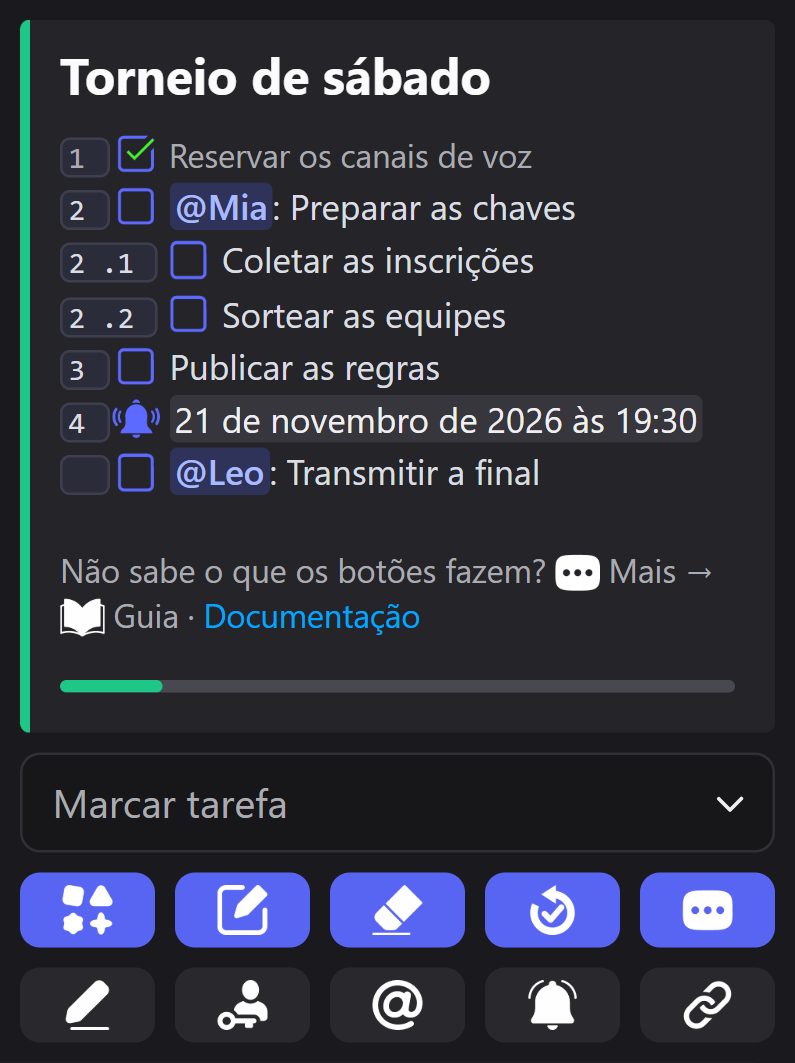 Torneio de sábado
1 Reservar os canais de voz
2 @Mia: Preparar as chaves
2 .1 Coletar as inscrições
2 .2 Sortear as equipes
3 Publicar as regras
4 21 de novembro de 2026 às 19:30
@Leo: Transmitir a final
Não sabe o que os botões fazem? Mais →
Guia · Documentação
Marcar tarefa